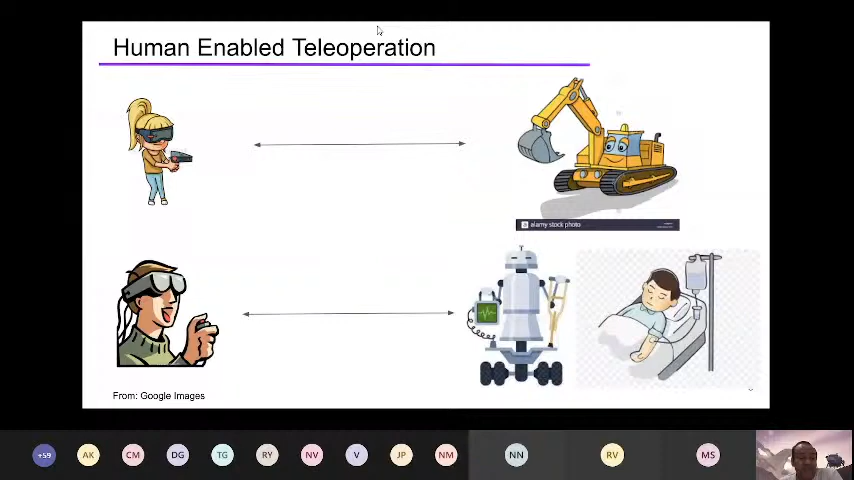 Human Enabled Teleoperation
alamy stock photo
From: Google Images
+59
AK
CM
DG
TG
RY
NV
V
JP
NM
NN
RV
MS